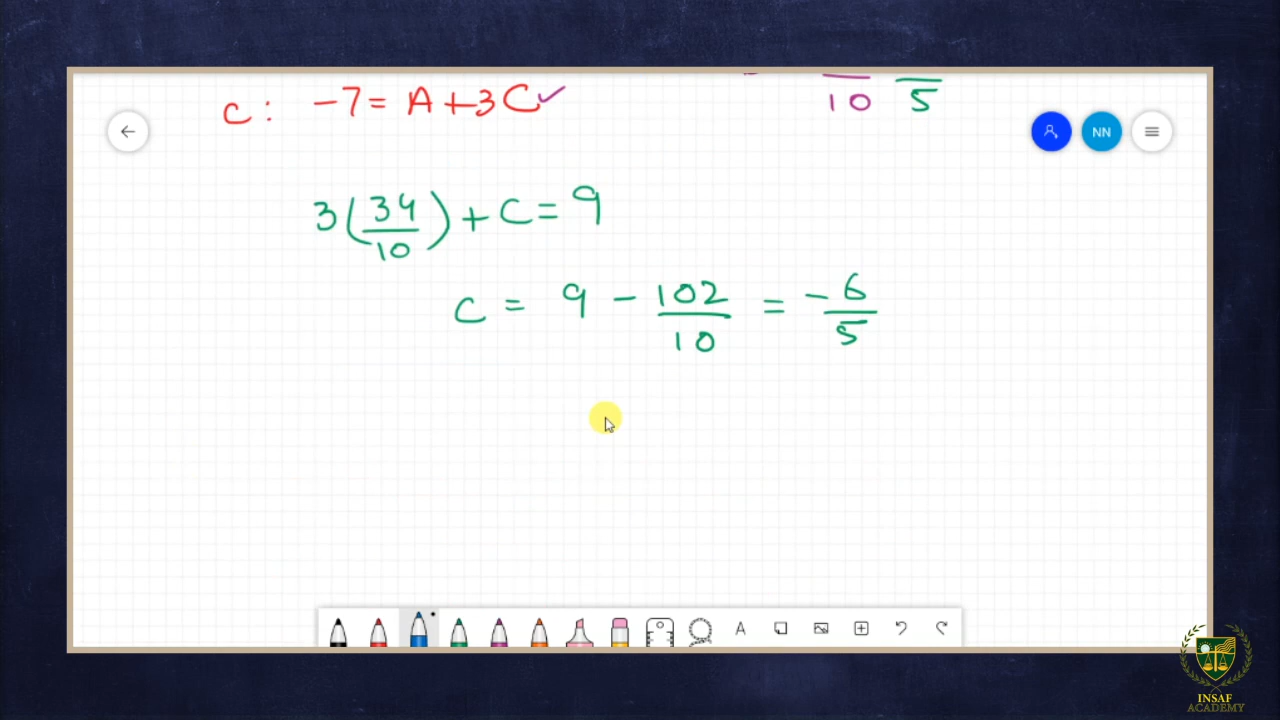 c: -7 = A + 3C ✓
10 5
NN
3(34/10) + C = 9
C = 9 - 102/10 = -6/5
A
INSAF
ACADEMY